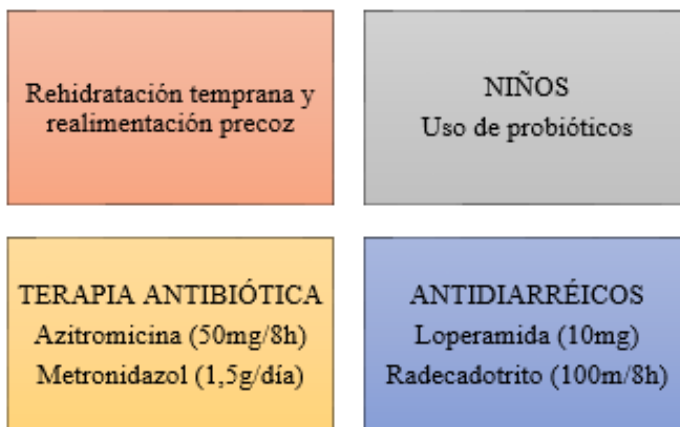 Rehidratación temprana y
realimentación precoz
NIÑOS
Uso de probióticos
TERAPIA ANTIBIÓTICA
Azitromicina (50mg/8h)
Metronidazol (1,5g/día)
ANTIDIARRÉICOS
Loperamida (10mg)
Radecadotrito (100m/8h)